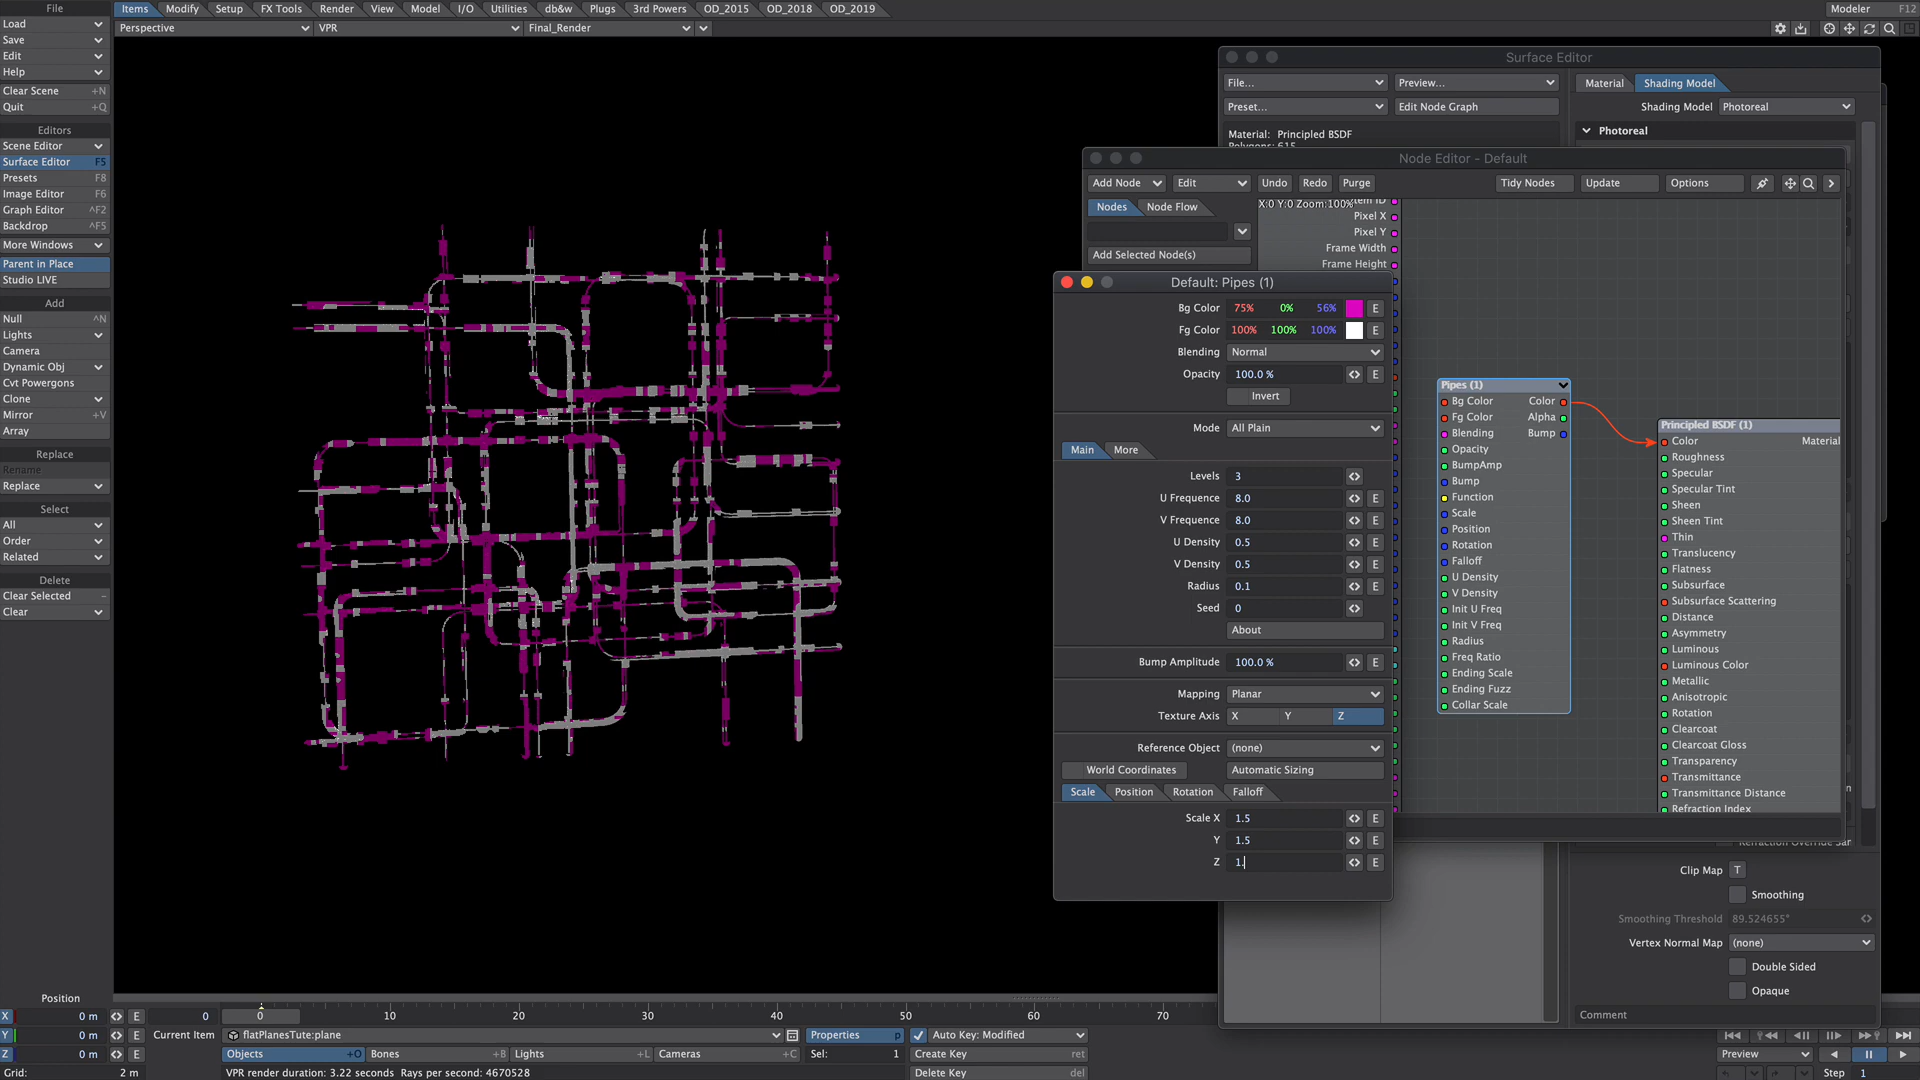 File Items Modify Setup FX Tools Render View Model I/O Utilities db&w Plugs 3rd Powers OD_2015 OD_2018 OD_2019 Modeler F12
Load Perspective VPR Final_Render
Save
Edit
Help
Clear Scene +N
Quit +Q
Editors
Scene Editor
Surface Editor F5
Presets F8
Image Editor F6
Graph Editor ^F2
Backdrop F5
More Windows
Parent in Place
Studio LIVE
Add
Null ^N
Lights
Camera
Dynamic Obj
Cvt Powergons
Clone
Mirror +V
Array
Replace
Rename
Replace
Select
All
Order
Related
Delete
Clear Selected -
Clear
Surface Editor
File... Preview... Material Shading Model
Preset... Edit Node Graph Shading Model Photoreal
Material: Principled BSDF Photoreal
Polygons: 615
Node Editor - Default
Add Node Edit Undo Redo Purge Tidy Nodes Update Options
Nodes Node Flow X:0 Y:0 Zoom:100%
Add Selected Node(s)
Pixel X
Pixel Y
Frame Width
Frame Height
Default: Pipes (1)
Bg Color 75% 0% 56% E
Fg Color 100% 100% 100% E
Blending Normal
Opacity 100.0 % E
Invert
Mode All Plain
Main More
Levels 3
U Frequency 8.0 E
V Frequency 8.0 E
U Density 0.5 E
V Density 0.5 E
Radius 0.1 E
Seed 0
About
Bump Amplitude 100.0 % E
Mapping Planar
Texture Axis X Y Z
Reference Object (none)
World Coordinates Automatic Sizing
Scale Position Rotation Falloff
Scale X 1.5 E
Y 1.5 E
Z 1. E
Pipes (1)
Bg Color Color
Fg Color Alpha
Blending Bump
Opacity
BumpAmp
Bump
Function
Scale
Position
Rotation
Falloff
U Density
V Density
Init U Freq
Init V Freq
Radius
Freq Ratio
Ending Scale
Ending Fuzz
Collar Scale
Principled BSDF (1)
Color Material
Roughness
Specular
Specular Tint
Sheen
Sheen Tint
Thin
Translucency
Flatness
Subsurface
Subsurface Scattering
Distance
Asymmetry
Luminous
Luminous Color
Metallic
Anisotropic
Rotation
Clearcoat
Clearcoat Gloss
Transparency
Transmittance
Transmittance Distance
Refraction Index
Clip Map T
Smoothing
Smoothing Threshold 89.524655°
Vertex Normal Map (none)
Double Sided
Opaque
Comment
Position
X 0 m E 0 0 10 20 30 40 50 60 70
Y 0 m E Current Item flatPlanesTute:plane Properties p Auto Key: Modified
Z 0 m E Objects +O Bones +B Lights +L Cameras +C Sel: 1 Create Key ret Preview
Grid: 2 m VPR render duration: 3.22 seconds Rays per second: 4670528 Delete Key del Step 1